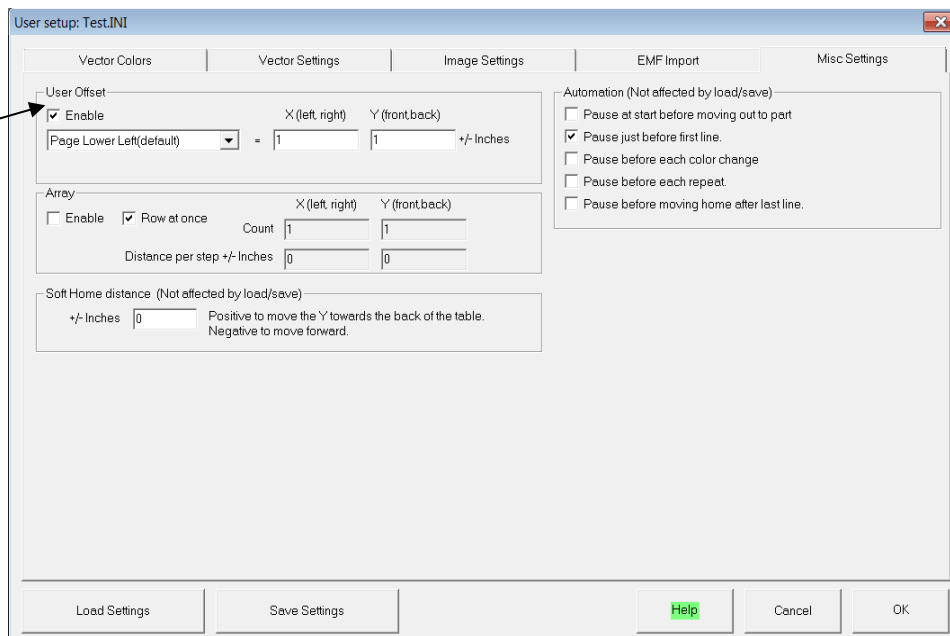 User setup: Test.INI
Vector Colors
Vector Settings
Image Settings
EMF Import
Misc Settings
User Offset
Enable
X (left, right)
Y (front,back)
Page Lower Left(default)
=
1
1
+/- Inches
Array
Enable
Row at once
X (left, right)
Y (front,back)
Count
1
1
Distance per step +/- Inches
0
0
Soft Home distance (Not affected by load/save)
+/- Inches
0
Positive to move the Y towards the back of the table.
Negative to move forward.
Automation (Not affected by load/save)
Pause at start before moving out to part
Pause just before first line.
Pause before each color change
Pause before each repeat.
Pause before moving home after last line.
Load Settings
Save Settings
Help
Cancel
OK